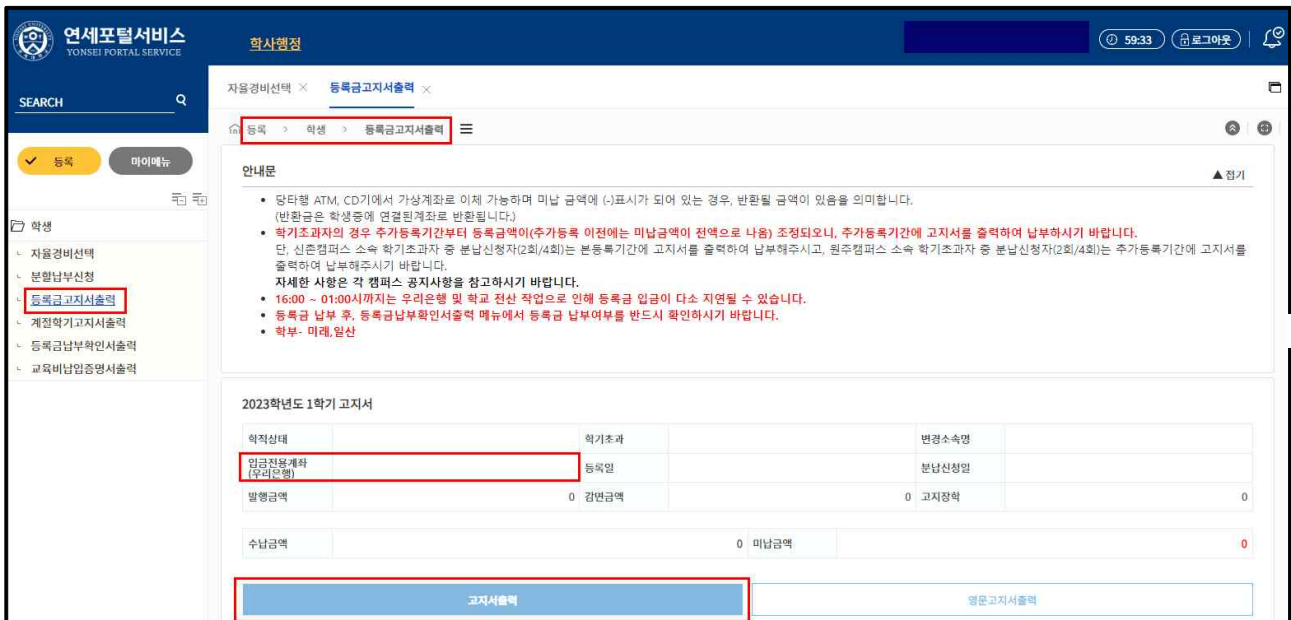 연세포털서비스
YONSEI PORTAL SERVICE
학사행정
59:33
로그아웃
SEARCH
자율경비선택
등록금고지서출력
등록 > 학생 > 등록금고지서출력
등록
마이메뉴
학생
자율경비선택
분할납부신청
등록금고지서출력
계절학기고지서출력
등록금납부확인서출력
교육비납입증명서출력
안내문
▲접기
• 당타행 ATM, CD기에서 가상계좌로 이체 가능하며 미납 금액에 (-)표시가 되어 있는 경우, 반환될 금액이 있음을 의미합니다.
(반환금은 학생증에 연결된계좌로 반환됩니다.)
• 학기초과자의 경우 추가등록기간부터 등록금액이(추가등록 이전에는 미납금액이 전액으로 나옴) 조정되오니, 추가등록기간에 고지서를 출력하여 납부하시기 바랍니다.
단, 신촌캠퍼스 소속 학기초과자 중 분납신청자(2회/4회)는 본등록기간에 고지서를 출력하여 납부해주시고, 원주캠퍼스 소속 학기초과자 중 분납신청자(2회/4회)는 추가등록기간에 고지서를
출력하여 납부해주시기 바랍니다.
자세한 사항은 각 캠퍼스 공지사항을 참고하시기 바랍니다.
• 16:00 ~ 01:00시까지는 우리은행 및 학교 전산 작업으로 인해 등록금 입금이 다소 지연될 수 있습니다.
• 등록금 납부 후, 등록금납부확인서출력 메뉴에서 등록금 납부여부를 반드시 확인하시기 바랍니다.
• 학부- 미래,일산
2023학년도 1학기 고지서
학적상태 학기초과 변경소속명
입금전용계좌
(우리은행) 등록일 분납신청일
발행금액 0 감면금액 0 고지장학 0
수납금액 0 미납금액 0
고지서출력
영문고지서출력